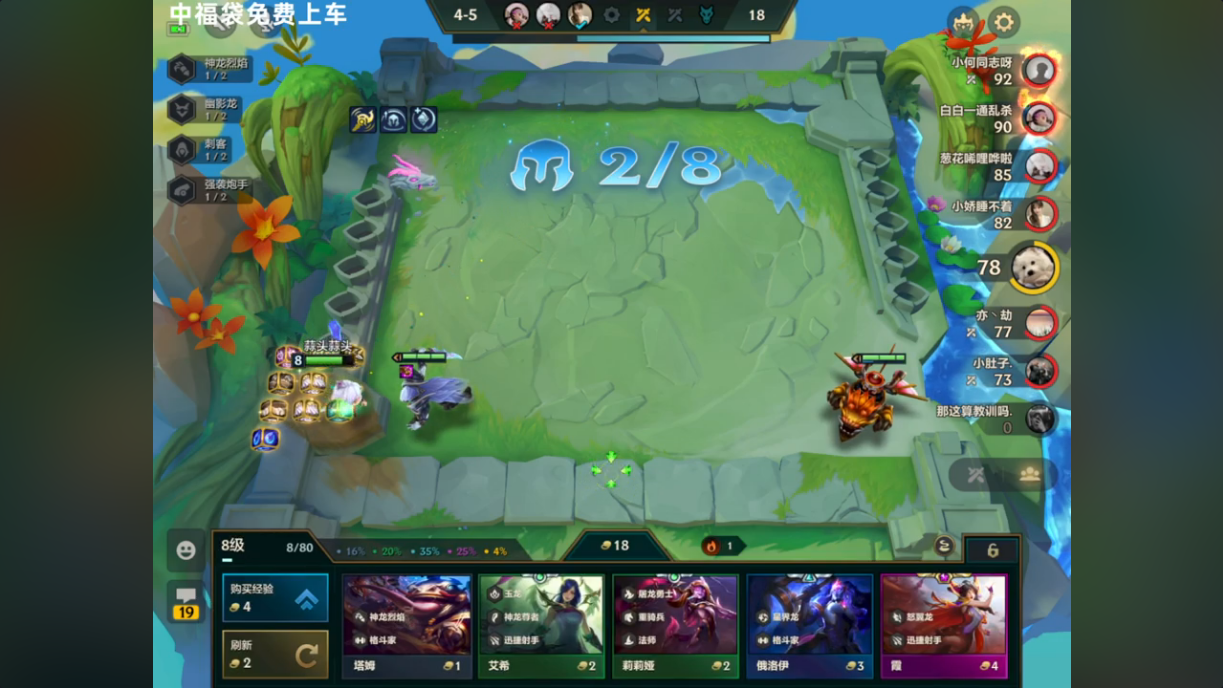 中福袋免费上车
4-5
18
神龙烈焰
1 / 2
幽影龙
1 / 2
刺客
1 / 2
强袭炮手
1 / 2
2/8
小何同志呀
92
白白一通乱杀
90
葱花唏哩哗啦
85
小娇睡不着
82
78
亦丶劫
77
小肚子.
73
那这算教训吗.
0
蒜头蒜头
8
8级
8/80
16%
20%
35%
25%
4%
18
1
6
19
购买经验
4
刷新
2
神龙烈焰
格斗家
塔姆
1
玉龙
神龙尊者
迅捷射手
艾希
2
屠龙勇士
重骑兵
法师
莉莉娅
2
星界龙
格斗家
俄洛伊
3
怒翼龙
迅捷射手
霞
4